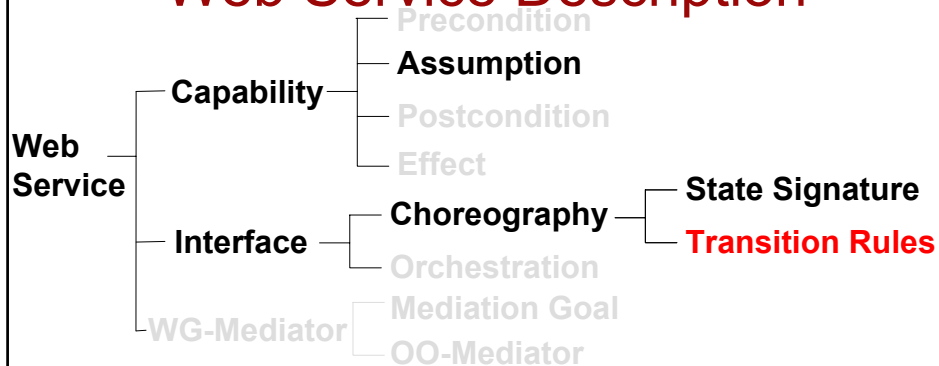 Web Service Description
Precondition
Assumption
Capability
Postcondition
Web
Service
Effect
State Signature
Choreography
Interface
Transition Rules
Orchestration
Mediation Goal
WG-Mediator
OO-Mediator